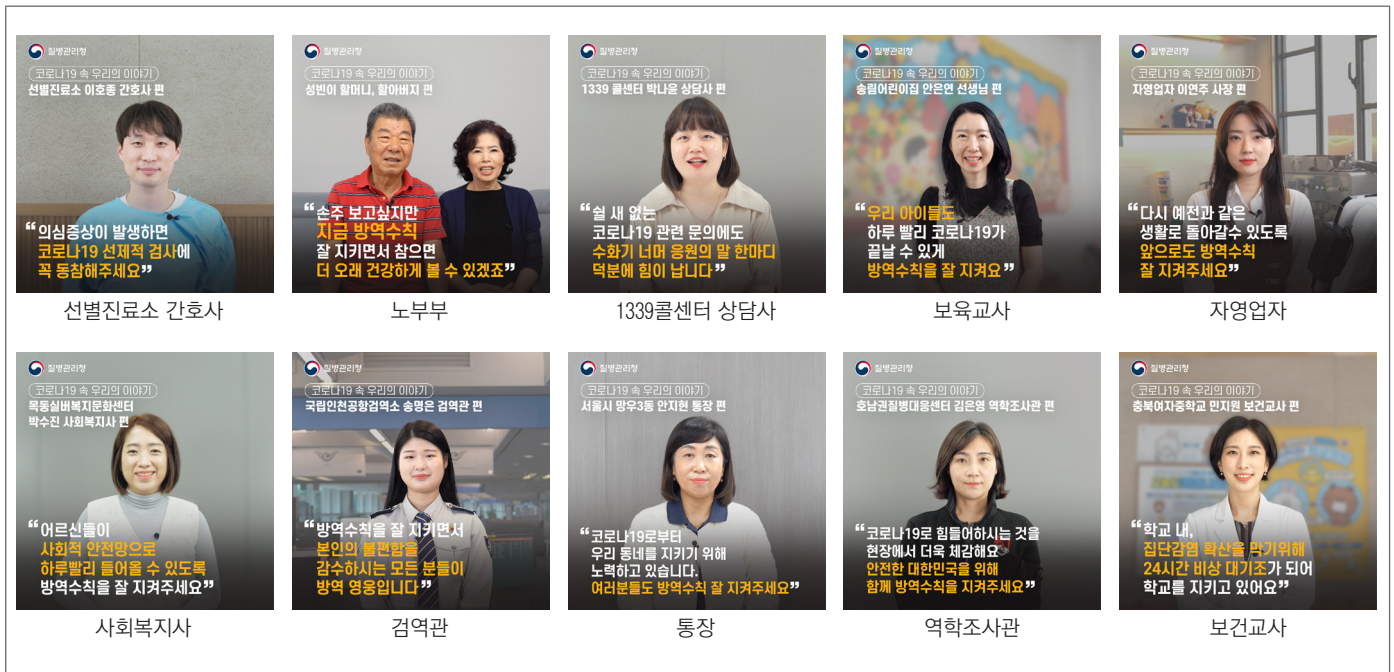 질병관리청
코로나19 속 우리의 이야기
선별진료소 이호종 간호사 편
“의심증상이 발생하면
코로나19 선제적 검사에
꼭 동참해주세요”
선별진료소 간호사
질병관리청
코로나19 속 우리의 이야기
성빈이 할머니, 할아버지 편
“손주 보고싶지만
지금 방역수칙
잘 지키면서 참으면
더 오래 건강하게 볼 수 있겠죠”
노부부
질병관리청
코로나19 속 우리의 이야기
1339 콜센터 박나윤 상담사 편
“쉴 새 없는
코로나19 관련 문의에도
수화기 너머 응원의 말 한마디
덕분에 힘이 납니다”
1339콜센터 상담사
질병관리청
코로나19 속 우리의 이야기
송림어린이집 안은연 선생님 편
“우리 아이들도
하루 빨리 코로나19가
끝날 수 있게
방역수칙을 잘 지켜요”
보육교사
질병관리청
코로나19 속 우리의 이야기
자영업자 이연주 사장 편
“다시 예전과 같은
생활로 돌아갈수 있도록
앞으로도 방역수칙
잘 지켜주세요”
자영업자
질병관리청
코로나19 속 우리의 이야기
목동실버복지문화센터
박수진 사회복지사 편
“어르신들이
사회적 안전망으로
하루빨리 들어올 수 있도록
방역수칙을 잘 지켜주세요”
사회복지사
질병관리청
코로나19 속 우리의 이야기
국립인천공항검역소 송명은 검역관 편
“방역수칙을 잘 지키면서
본인의 불편함을
감수하시는 모든 분들이
방역 영웅입니다”
검역관
질병관리청
코로나19 속 우리의 이야기
서울시 망우3동 안지현 통장 편
“코로나19로부터
우리 동네를 지키기 위해
노력하고 있습니다.
여러분들도 방역수칙 잘 지켜주세요”
통장
질병관리청
코로나19 속 우리의 이야기
호남권질병대응센터 김은영 역학조사관 편
“코로나19로 힘들어하시는 것을
현장에서 더욱 체감해요
안전한 대한민국을 위해
함께 방역수칙을 지켜주세요”
역학조사관
질병관리청
코로나19 속 우리의 이야기
충북여자중학교 민지원 보건교사 편
“학교 내,
집단감염 확산을 막기위해
24시간 비상 대기조가 되어
학교를 지키고 있어요”
보건교사